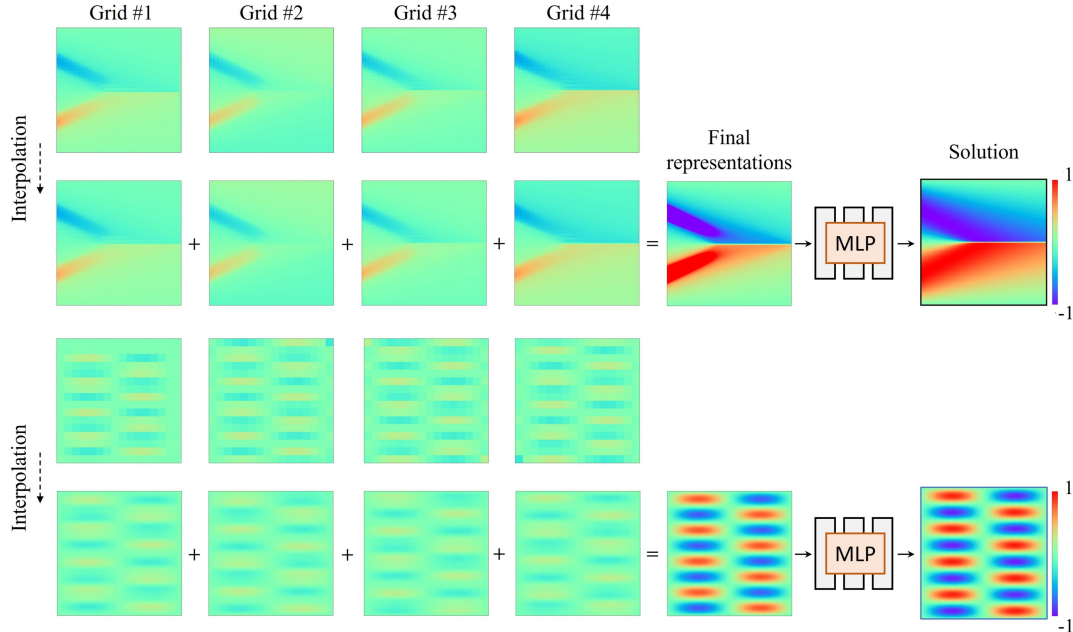 Grid #1 Grid #2 Grid #3 Grid #4
Interpolation
Final
representations
Solution
+ + + =
MLP
1
-1
Interpolation
+ + + =
MLP
1
-1